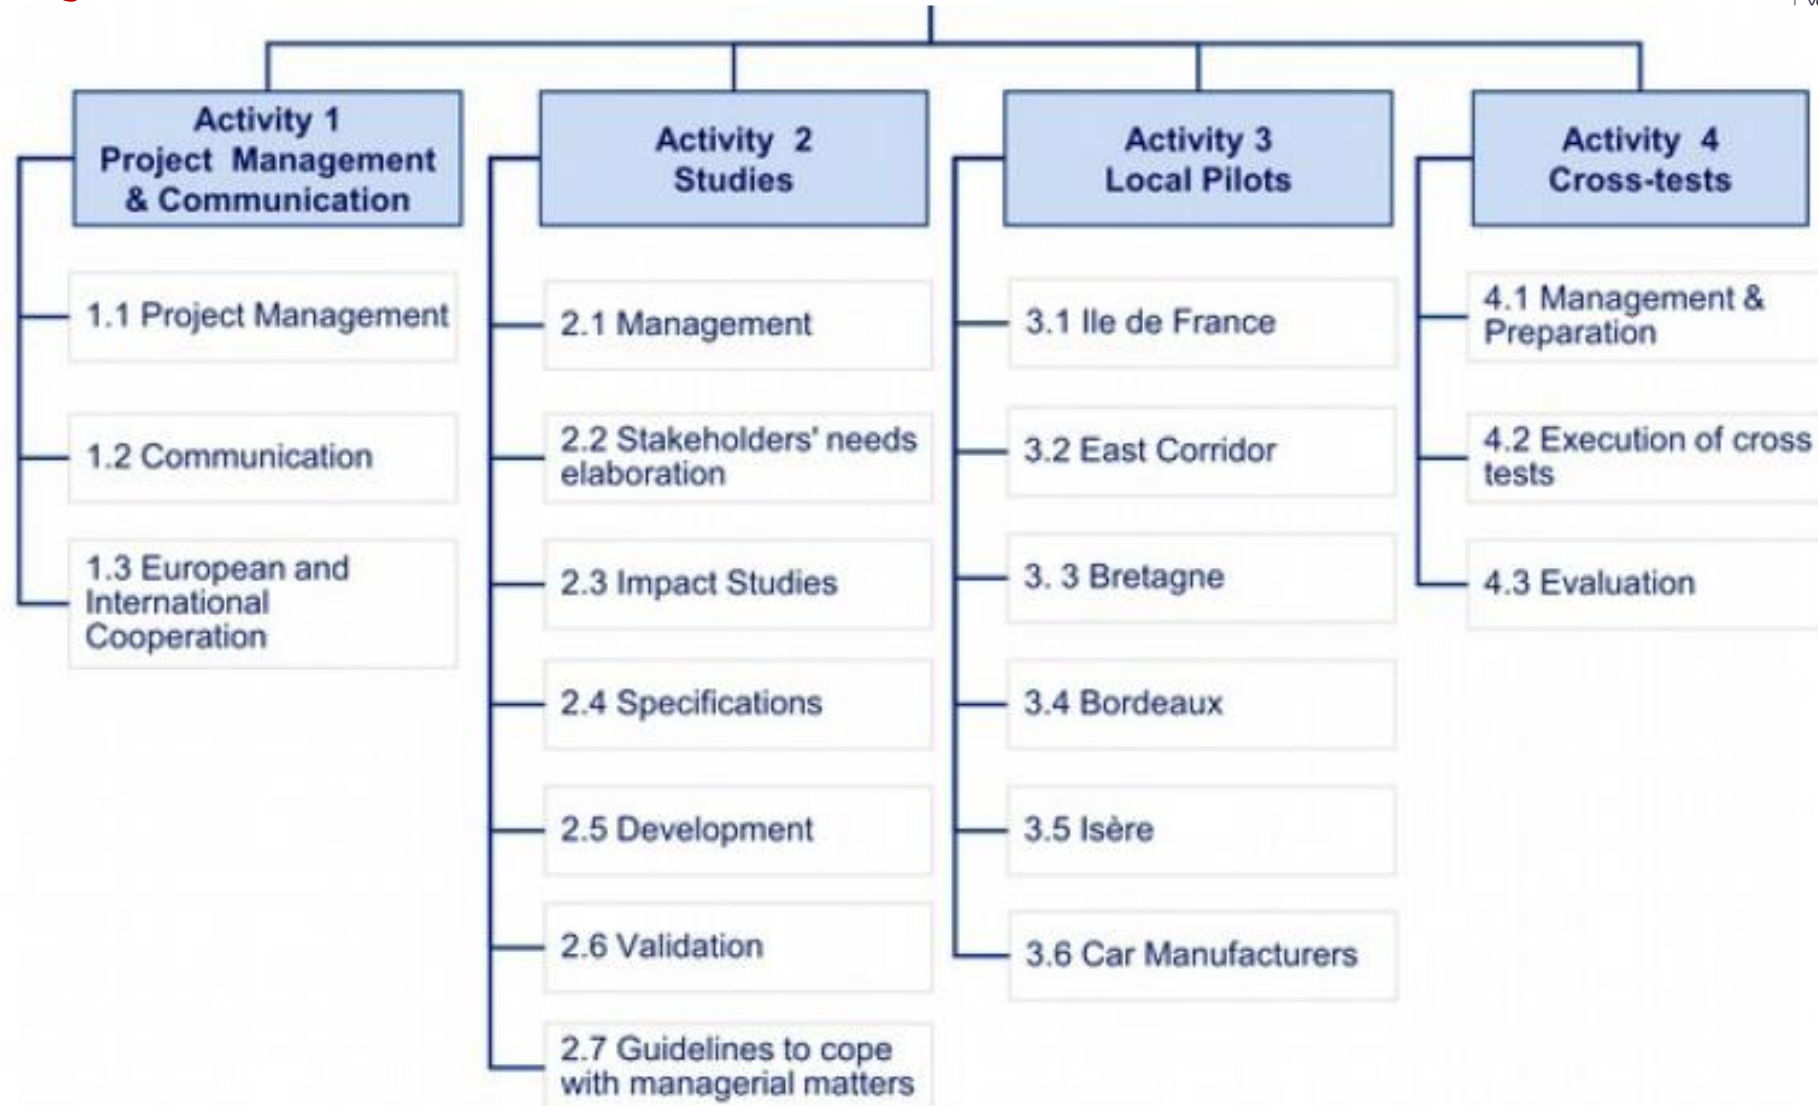 Activity 1
Project Management
& Communication
1.1 Project Management
1.2 Communication
1.3 European and
International
Cooperation
Activity 2
Studies
2.1 Management
2.2 Stakeholders' needs
elaboration
2.3 Impact Studies
2.4 Specifications
2.5 Development
2.6 Validation
2.7 Guidelines to cope
with managerial matters
Activity 3
Local Pilots
3.1 Ile de France
3.2 East Corridor
3. 3 Bretagne
3.4 Bordeaux
3.5 Isère
3.6 Car Manufacturers
Activity 4
Cross-tests
4.1 Management &
Preparation
4.2 Execution of cross
tests
4.3 Evaluation